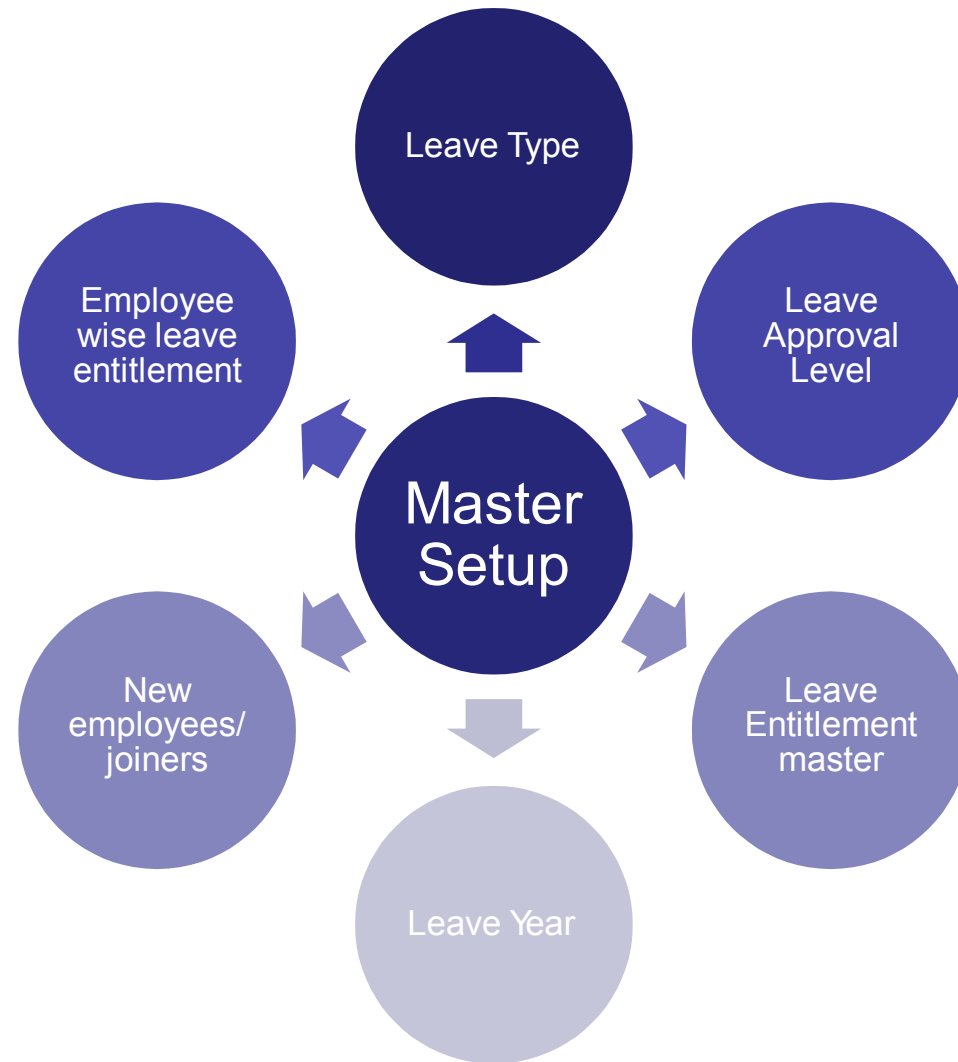 Leave Type
Employee
wise leave
entitlement
Leave
Approval
Level
Master
Setup
New
employees/
joiners
Leave
Entitlement
master
Leave Year